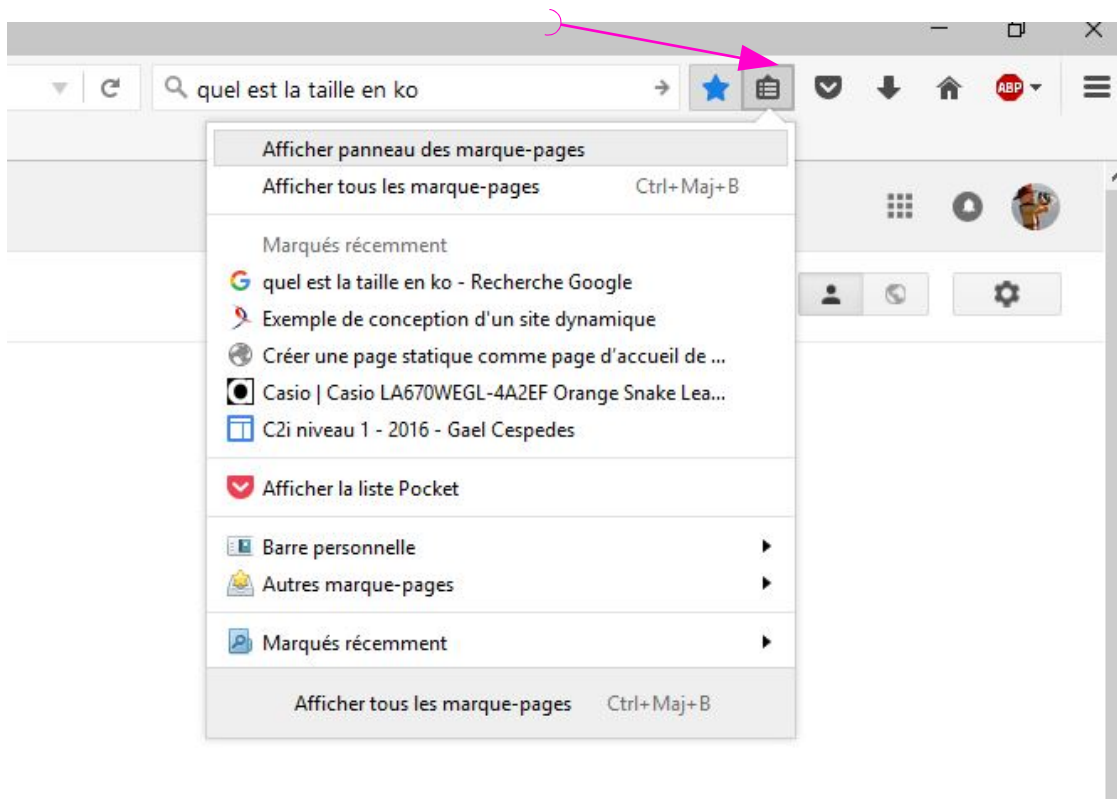 quel est la taille en ko
ABP
Afficher panneau des marque-pages
Afficher tous les marque-pages Ctrl+Maj+B
Marqués récemment
quel est la taille en ko - Recherche Google
Exemple de conception d'un site dynamique
Créer une page statique comme page d'accueil de ...
Casio | Casio LA670WEGL-4A2EF Orange Snake Lea...
C2i niveau 1 - 2016 - Gael Cespedes
Afficher la liste Pocket
Barre personnelle
Autres marque-pages
Marqués récemment
Afficher tous les marque-pages Ctrl+Maj+B